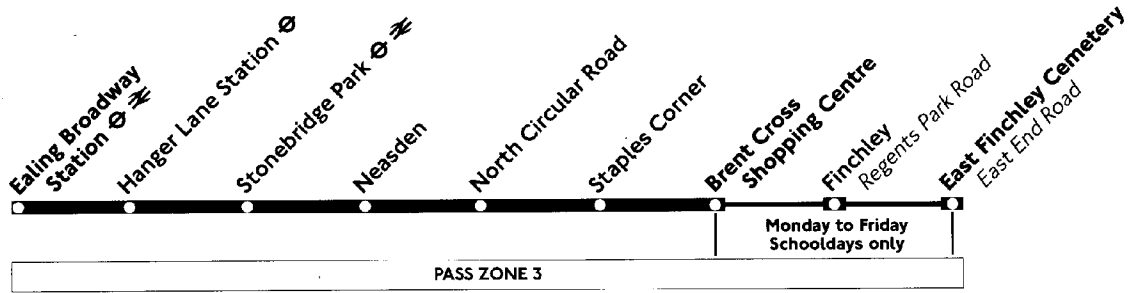 Ealing Broadway
Station
Hanger Lane Station
Stonebridge Park
Neasden
North Circular Road
Staples Corner
Brent Cross
Shopping Centre
Finchley
Regents Park Road
East Finchley Cemetery
East End Road
Monday to Friday
Schooldays only
PASS ZONE 3